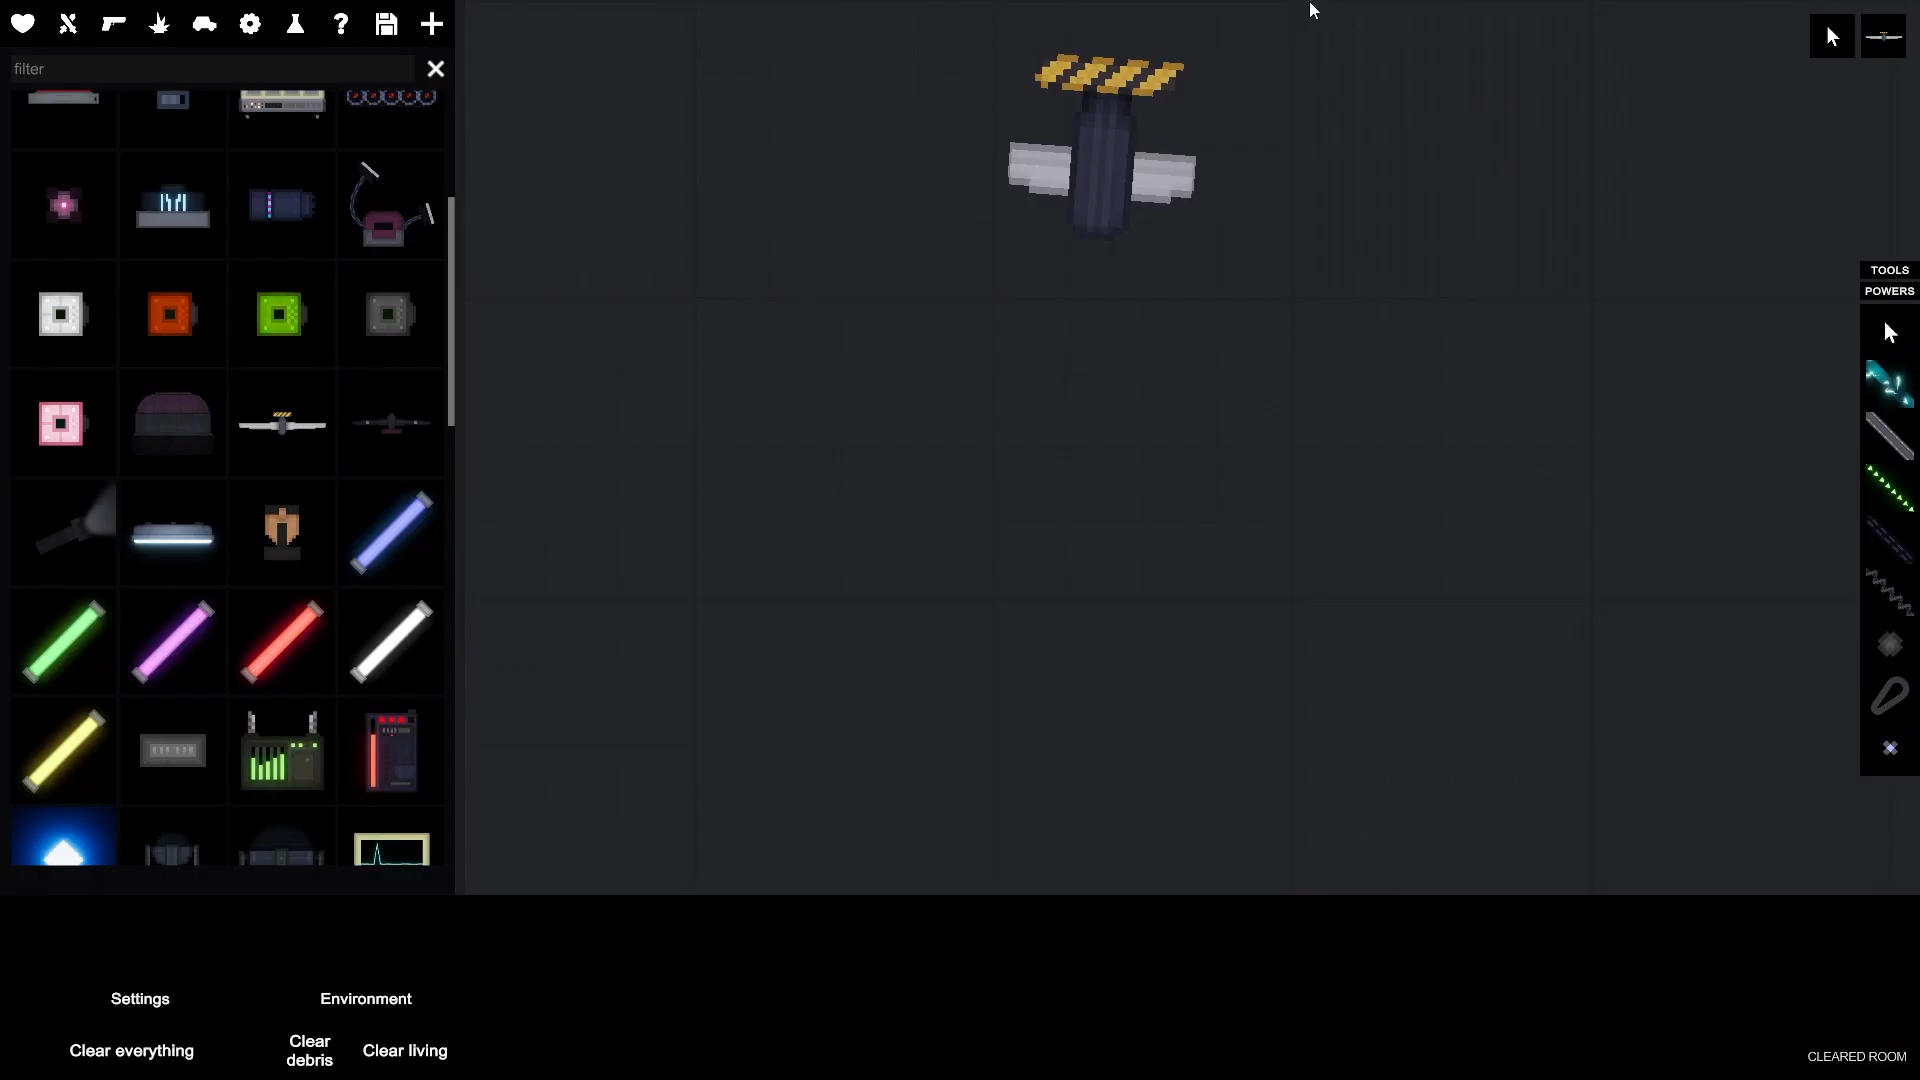 filter
TOOLS
POWERS
Settings
Environment
Clear everything
Clear
debris
Clear living
CLEARED ROOM